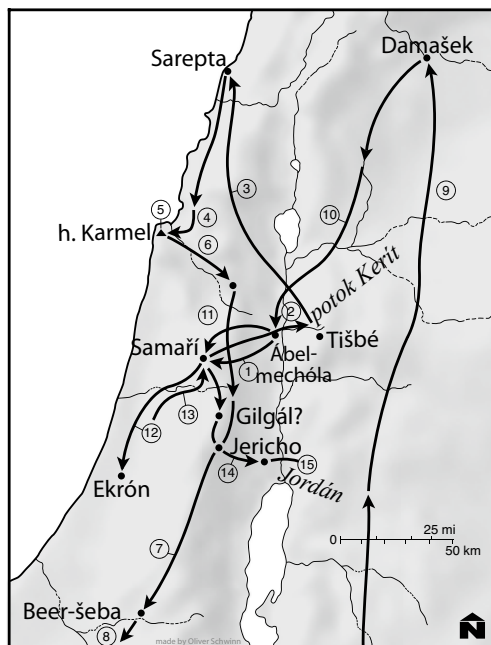 Damašek
Sarepta
3
9
5
4
10
h. Karmel
6
potok Kerít
11
2
Samaří
Tišbé
Ábel-
mechóla
1
13
12
Gilgál?
Jericho
14
15
Ekrón
Jordán
7
25 mi
0
50 km
Beer-šeba
8
made by Oliver Schwinn
N